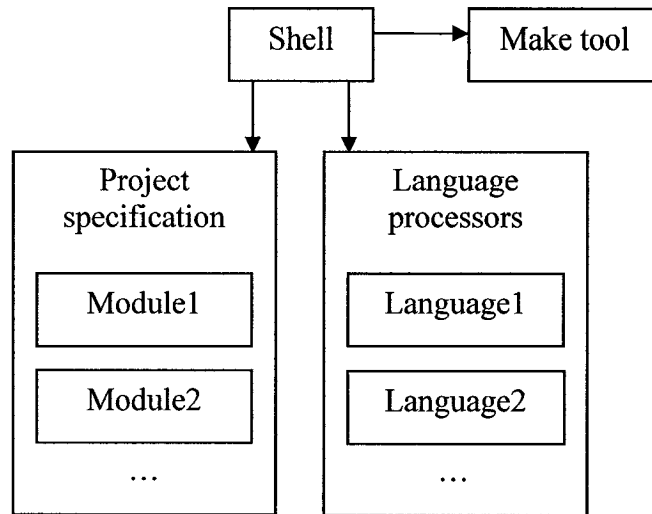 Shell
Make tool
Project
specification
Module1
Module2
...
Language
processors
Language1
Language2
...